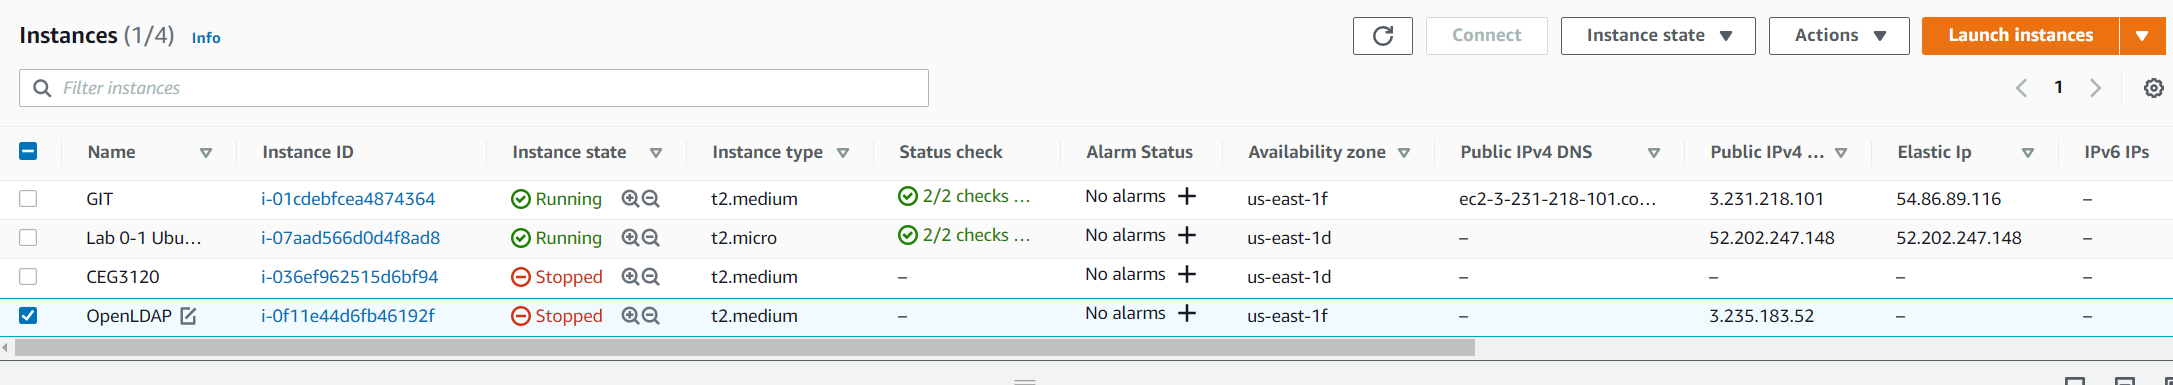 Instances (1/4) Info Connect Instance state Actions Launch instances
Filter instances 1
Name Instance ID Instance state Instance type Status check Alarm Status Availability zone Public IPv4 DNS Public IPv4 ... Elastic Ip IPv6 IPs
GIT i-01cdebfcea4874364 Running t2.medium 2/2 checks ... No alarms + us-east-1f ec2-3-231-218-101.co... 3.231.218.101 54.86.89.116 –
Lab 0-1 Ubu... i-07aad566d0d4f8ad8 Running t2.micro 2/2 checks ... No alarms + us-east-1d – 52.202.247.148 52.202.247.148 –
CEG3120 i-036ef962515d6bf94 Stopped t2.medium – No alarms + us-east-1d – – – –
OpenLDAP i-0f11e44d6fb46192f Stopped t2.medium – No alarms + us-east-1f – 3.235.183.52 – –